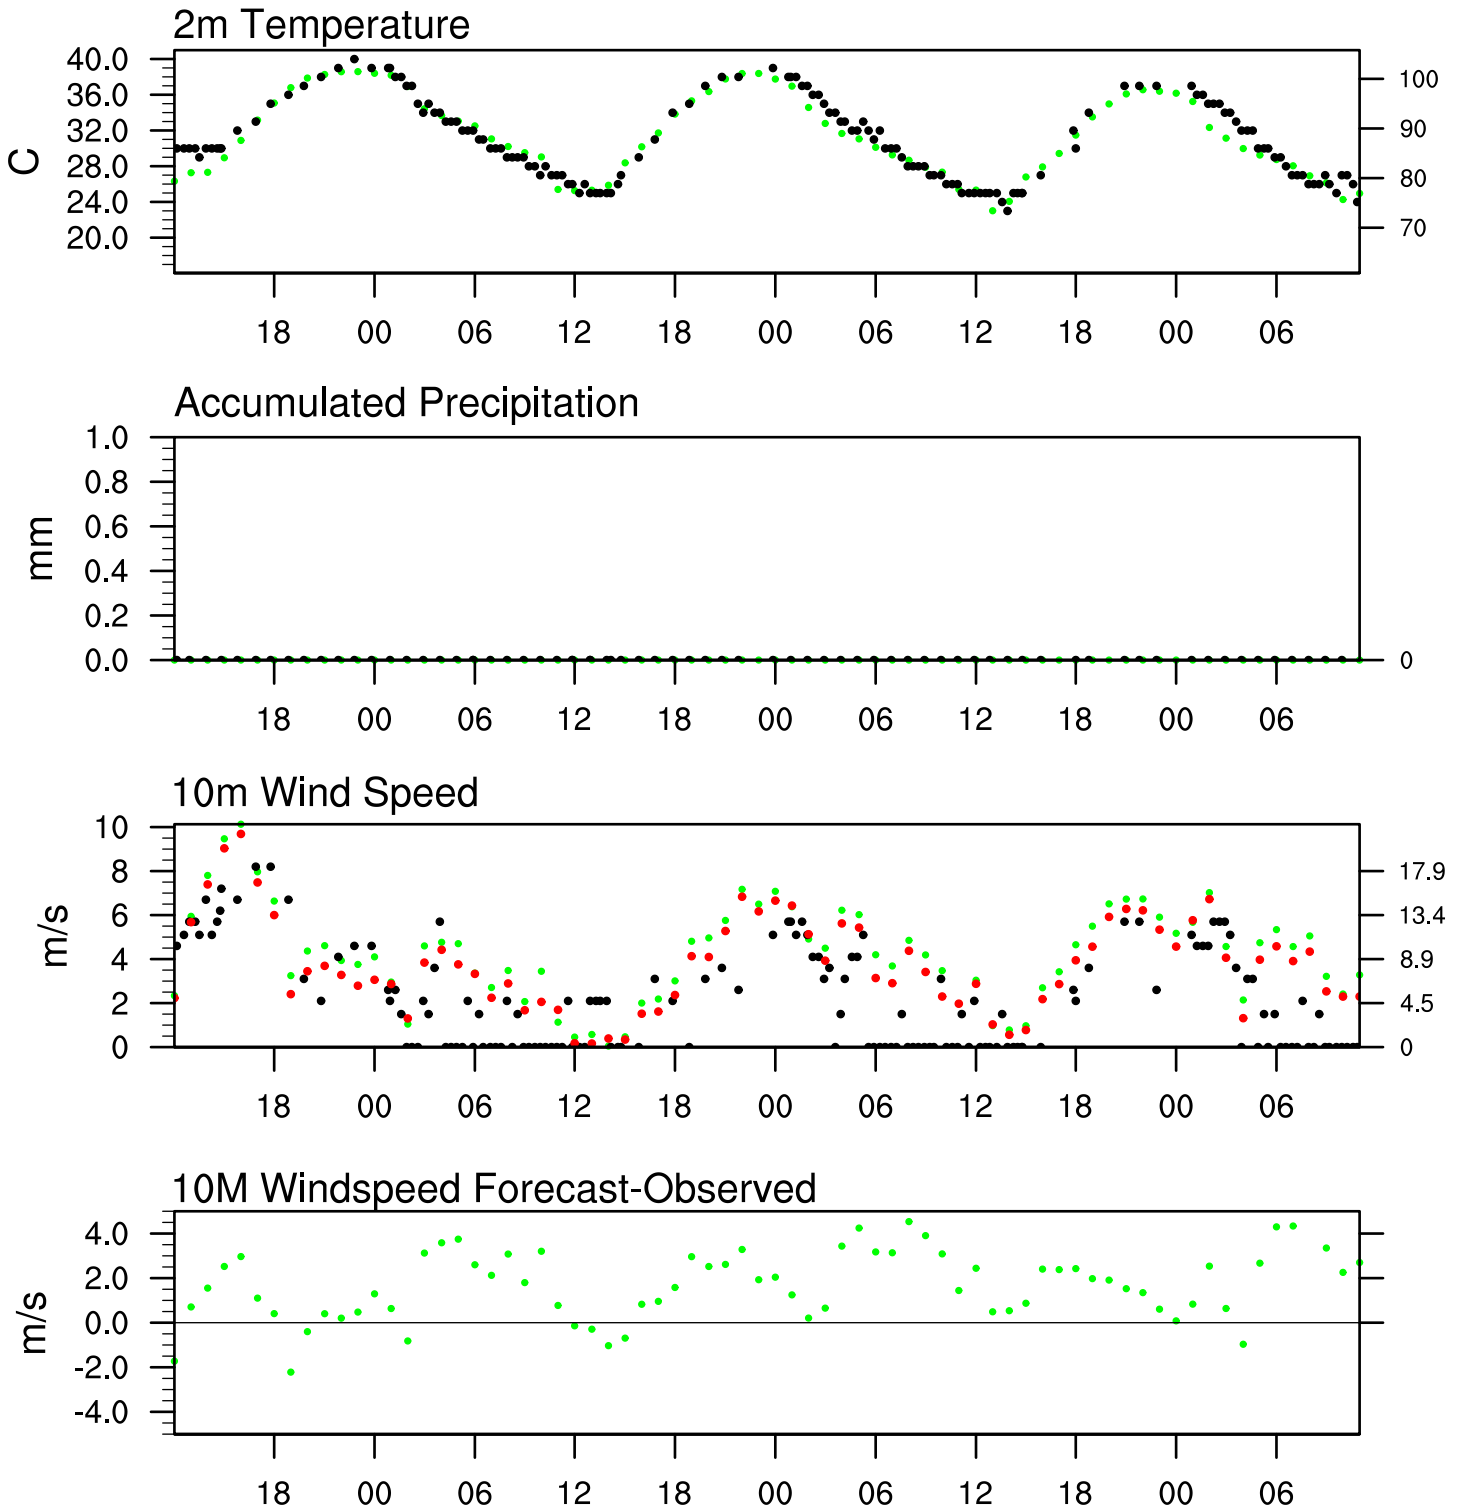 2m Temperature
C
40.0
36.0
32.0
28.0
24.0
20.0
100
90
80
70
18 00 06 12 18 00 06 12 18 00 06
Accumulated Precipitation
mm
1.0
0.8
0.6
0.4
0.2
0.0
0
18 00 06 12 18 00 06 12 18 00 06
10m Wind Speed
m/s
10
8
6
4
2
0
17.9
13.4
8.9
4.5
0
18 00 06 12 18 00 06 12 18 00 06
10M Windspeed Forecast-Observed
m/s
4.0
2.0
0.0
-2.0
-4.0
18 00 06 12 18 00 06 12 18 00 06